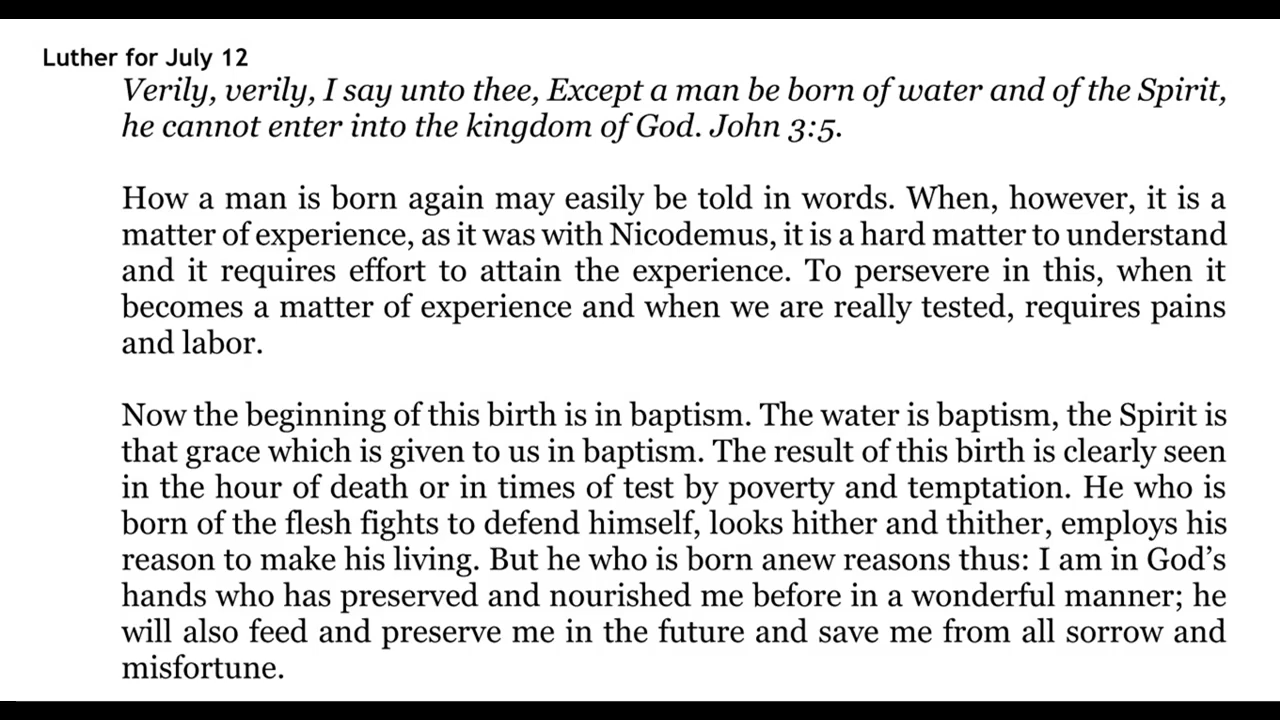 Luther for July 12
Verily, verily, I say unto thee, Except a man be born of water and of the Spirit,
he cannot enter into the kingdom of God. John 3:5.
How a man is born again may easily be told in words. When, however, it is a
matter of experience, as it was with Nicodemus, it is a hard matter to understand
and it requires effort to attain the experience. To persevere in this, when it
becomes a matter of experience and when we are really tested, requires pains
and labor.
Now the beginning of this birth is in baptism. The water is baptism, the Spirit is
that grace which is given to us in baptism. The result of this birth is clearly seen
in the hour of death or in times of test by poverty and temptation. He who is
born of the flesh fights to defend himself, looks hither and thither, employs his
reason to make his living. But he who is born anew reasons thus: I am in God’s
hands who has preserved and nourished me before in a wonderful manner; he
will also feed and preserve me in the future and save me from all sorrow and
misfortune.